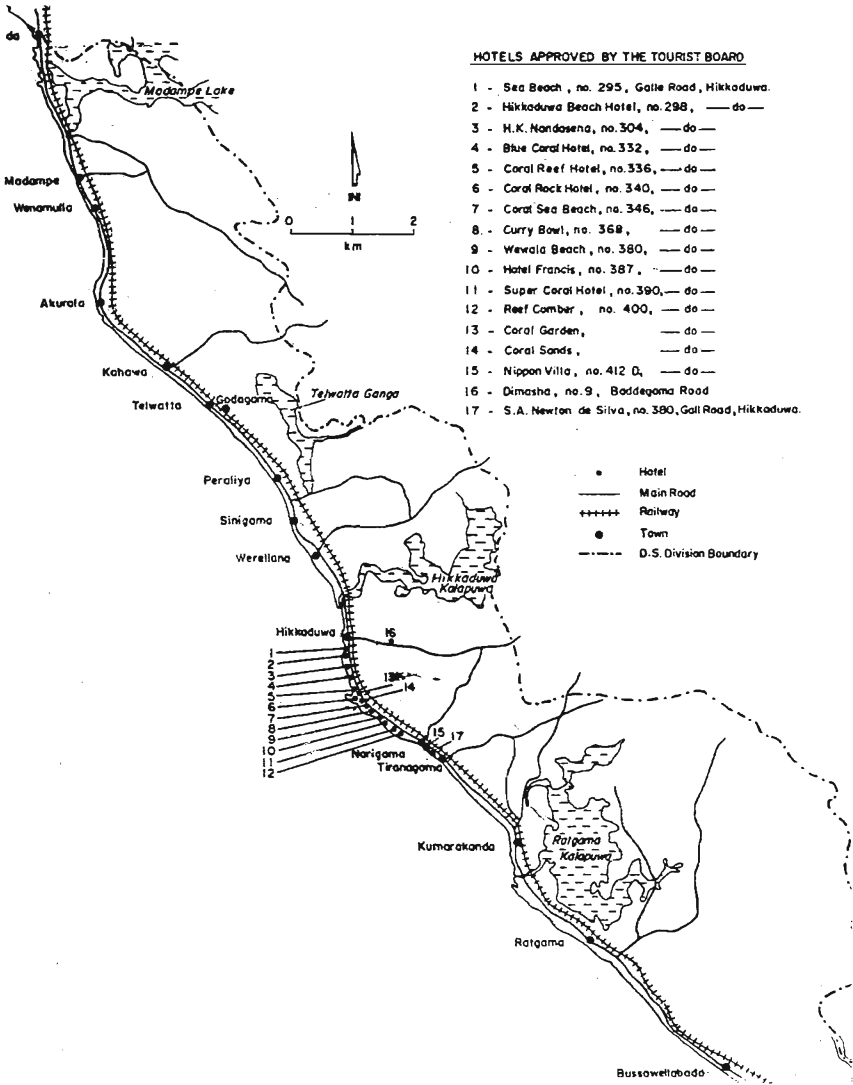 da
HOTELS APPROVED BY THE TOURIST BOARD
1 - Sea Beach, no. 295, Galle Road, Hikkaduwa.
2 - Hikkaduwa Beach Hotel, no. 298, — do —
3 - H.K. Nandasena, no. 304, — do —
4 - Blue Coral Hotel, no. 332, — do —
5 - Coral Reef Hotel, no. 336, — do —
6 - Coral Rock Hotel, no. 340, — do —
7 - Coral Sea Beach, no. 346, — do —
8 - Curry Bowl, no. 368, — do —
9 - Wewala Beach, no. 380, — do —
10 - Hotel Francis, no. 387, — do —
11 - Super Coral Hotel, no. 390, — do —
12 - Reef Comber, no. 400, — do —
13 - Coral Garden, — do —
14 - Coral Sands, — do —
15 - Nippon Villa, no. 412 D, — do —
16 - Dimasha, no. 9, Baddegama Road
17 - S.A. Newton de Silva, no. 380, Gall Road, Hikkaduwa.
Hotel
Main Road
Railway
Town
D.S. Division Boundary
Madampe Lake
N
0 1 2
km
Madampe
Wenamulla
Akurala
Kahawa
Telwatta
Godagama
Telwatta Ganga
Peraliya
Sinigama
Werellana
Hikkaduwa
Kalapuwa
Hikkaduwa
16
1
2
3
4
5
6
7
8
9
10
11
12
13
14
15
17
Narigama
Tiranagama
Kumarakanda
Ratgama
Kalapuwa
Ratgama
Bussawellabada